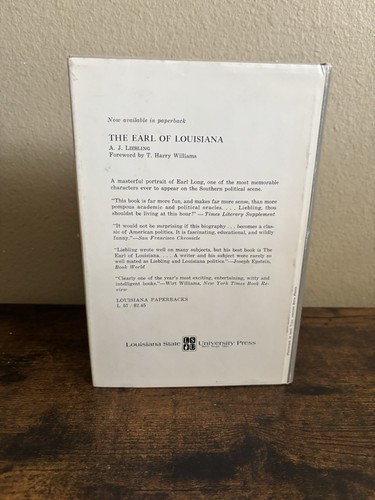 Now available in paperback
THE EARL OF LOUISIANA
A. J. Liebling
Foreword by T. Harry Williams
A masterful portrait of Earl Long, one of the most memorable
characters ever to appear on the Southern political scene.
"This book is far more fun, and makes far more sense, than more
pompous academic and political oracles. . . . Liebling, thou
shouldst be living at this hour!" — Times Literary Supplement
"It would not be surprising if this biography . . . becomes a clas-
sic of American politics. It is fascinating, educational, and wildly
funny."—San Francisco Chronicle
"Liebling wrote well on many subjects, but his best book is The
Earl of Louisiana. . . . A writer and his subject were rarely so
well mated as Liebling and Louisiana politics."—Joseph Epstein,
Book World
"Clearly one of the year's most exciting, entertaining, witty and
intelligent books."—Wirt Williams, New York Times Book Re-
view
LOUISIANA PAPERBACKS
L 57 / $2.45
Louisiana State LSU University Press